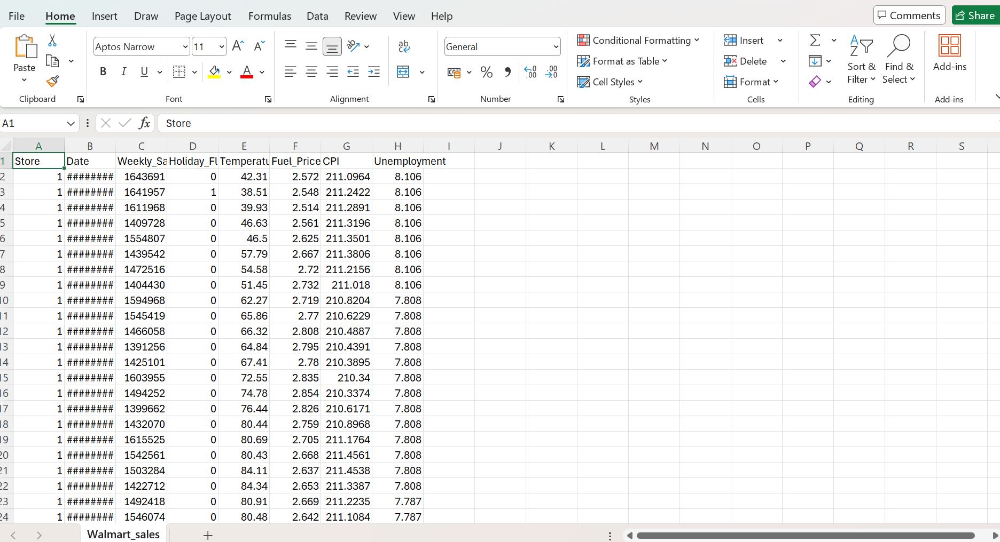 File Home Insert Draw Page Layout Formulas Data Review View Help Comments Share
Aptos Narrow 11 A A ab General Conditional Formatting Insert
Format as Table Delete
Paste B I U A % Cell Styles Format Sort & Filter Find & Select Add-ins
Clipboard Font Alignment Number Styles Cells Editing Add-ins
A1 fx Store
A B C D E F G H I J K L M N O P Q R S
1 Store Date Weekly_Sa Holiday_Fl Temperatu Fuel_Price CPI Unemployment
2 1 ######## 1643691 0 42.31 2.572 211.0964 8.106
3 1 ######## 1641957 1 38.51 2.548 211.2422 8.106
4 1 ######## 1611968 0 39.93 2.514 211.2891 8.106
5 1 ######## 1409728 0 46.63 2.561 211.3196 8.106
6 1 ######## 1554807 0 46.5 2.625 211.3501 8.106
7 1 ######## 1439542 0 57.79 2.667 211.3806 8.106
8 1 ######## 1472516 0 54.58 2.72 211.2156 8.106
9 1 ######## 1404430 0 51.45 2.732 211.018 8.106
10 1 ######## 1594968 0 62.27 2.719 210.8204 7.808
11 1 ######## 1545419 0 65.86 2.77 210.6229 7.808
12 1 ######## 1466058 0 66.32 2.808 210.4887 7.808
13 1 ######## 1391256 0 64.84 2.795 210.4391 7.808
14 1 ######## 1425101 0 67.41 2.78 210.3895 7.808
15 1 ######## 1603955 0 72.55 2.835 210.34 7.808
16 1 ######## 1494252 0 74.78 2.854 210.3374 7.808
17 1 ######## 1399662 0 76.44 2.826 210.6171 7.808
18 1 ######## 1432070 0 80.44 2.759 210.8968 7.808
19 1 ######## 1615525 0 80.69 2.705 211.1764 7.808
20 1 ######## 1542561 0 80.43 2.668 211.4561 7.808
21 1 ######## 1503284 0 84.11 2.637 211.4538 7.808
22 1 ######## 1422712 0 84.34 2.653 211.3387 7.808
23 1 ######## 1492418 0 80.91 2.669 211.2235 7.787
24 1 ######## 1546074 0 80.48 2.642 211.1084 7.787
Walmart_sales